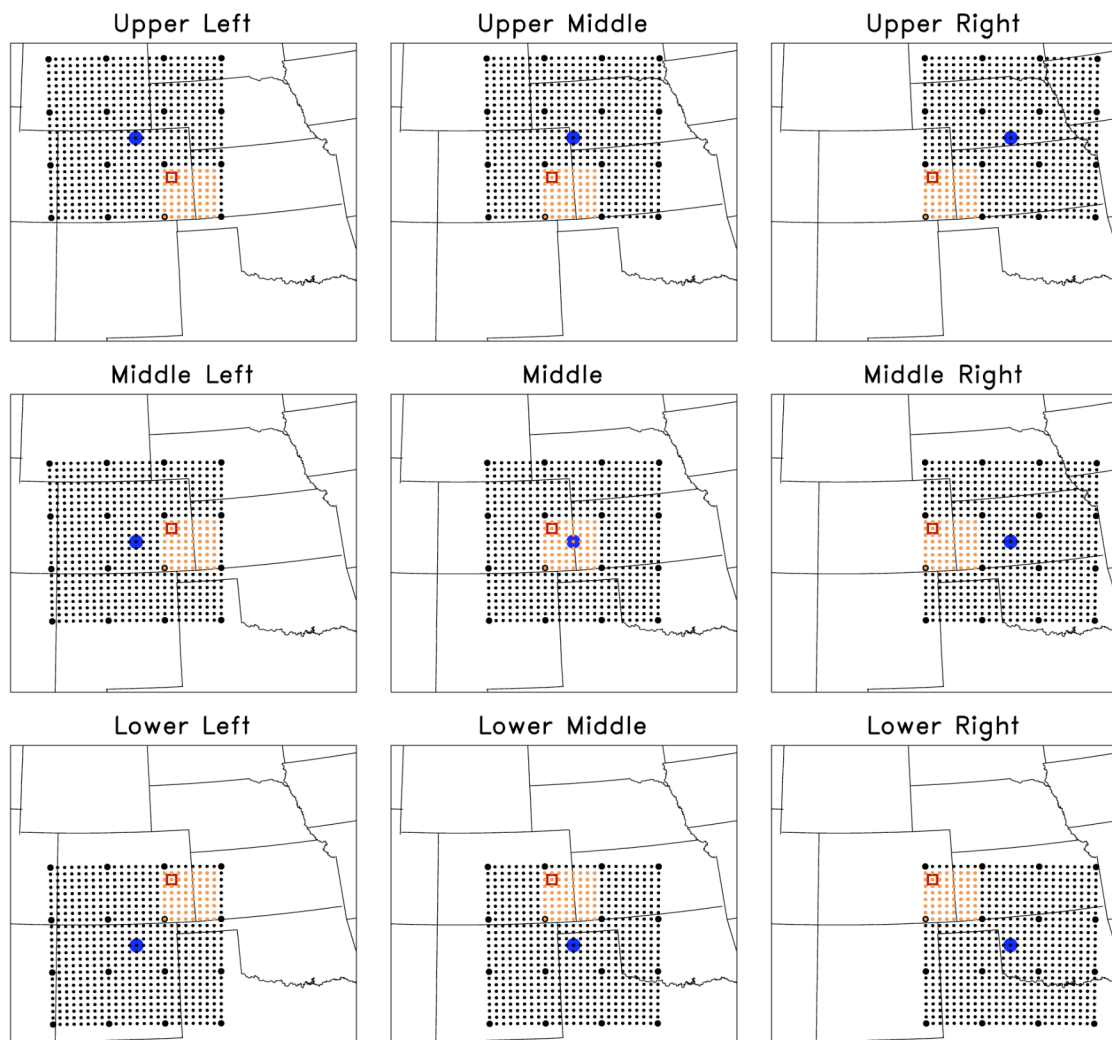 Upper Left
Upper Middle
Upper Right
Middle Left
Middle
Middle Right
Lower Left
Lower Middle
Lower Right